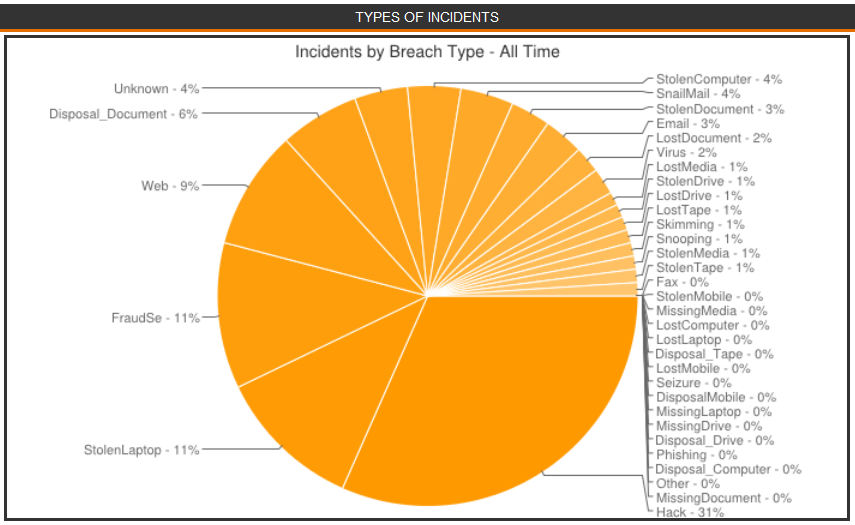 TYPES OF INCIDENTS
Incidents by Breach Type - All Time
Unknown - 4%
Disposal_Document - 6%
Web - 9%
FraudSe - 11%
StolenLaptop - 11%
StolenComputer - 4%
SnailMail - 4%
StolenDocument - 3%
Email - 3%
LostDocument - 2%
Virus - 2%
LostMedia - 1%
StolenDrive - 1%
LostDrive - 1%
LostTape - 1%
Skimming - 1%
Snooping - 1%
StolenMedia - 1%
StolenTape - 1%
Fax - 0%
StolenMobile - 0%
MissingMedia - 0%
LostComputer - 0%
LostLaptop - 0%
Disposal_Tape - 0%
LostMobile - 0%
Seizure - 0%
DisposalMobile - 0%
MissingLaptop - 0%
MissingDrive - 0%
Disposal_Drive - 0%
Phishing - 0%
Disposal_Computer - 0%
Other - 0%
MissingDocument - 0%
Hack - 31%